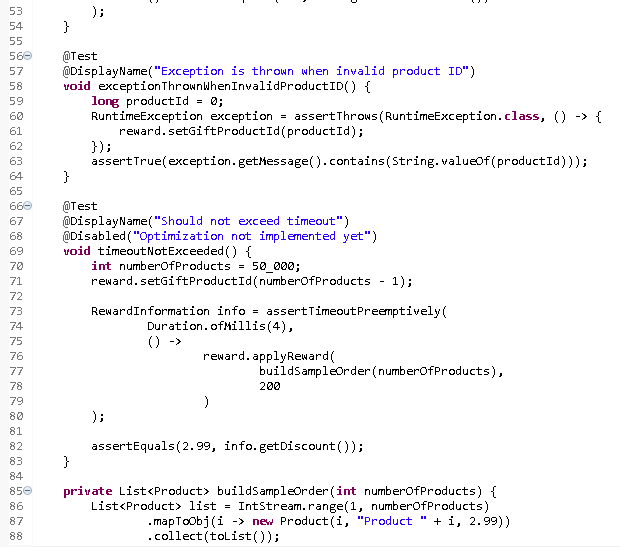 53 );
54 }
55
56 @Test
57 @DisplayName("Exception is thrown when invalid product ID")
58 void exceptionThrownWhenInvalidProductID() {
59 long productId = 0;
60 RuntimeException exception = assertThrows(RuntimeException.class, () -> {
61 reward.setGiftProductId(productId);
62 });
63 assertTrue(exception.getMessage().contains(String.valueOf(productId)));
64 }
65
66 @Test
67 @DisplayName("Should not exceed timeout")
68 @Disabled("Optimization not implemented yet")
69 void timeoutNotExceeded() {
70 int numberOfProducts = 50_000;
71 reward.setGiftProductId(numberOfProducts - 1);
72
73 RewardInformation info = assertTimeoutPreemptively(
74 Duration.ofMillis(4),
75 () ->
76 reward.applyReward(
77 buildSampleOrder(numberOfProducts),
78 200
79 )
80 );
81
82 assertEquals(2.99, info.getDiscount());
83 }
84
85 private List<Product> buildSampleOrder(int numberOfProducts) {
86 List<Product> list = IntStream.range(1, numberOfProducts)
87 .mapToObj(i -> new Product(i, "Product " + i, 2.99))
88 .collect(toList());